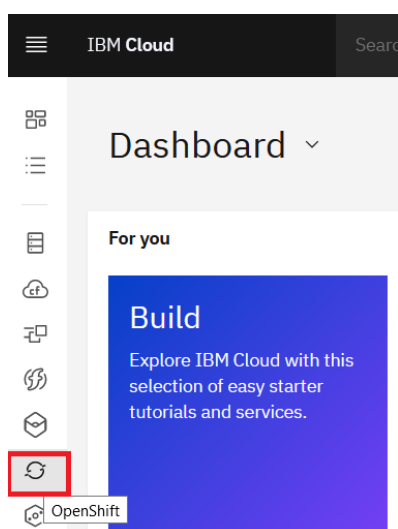 IBM Cloud
Searc
Dashboard
For you
Build
Explore IBM Cloud with this
selection of easy starter
tutorials and services.
cf
OpenShift